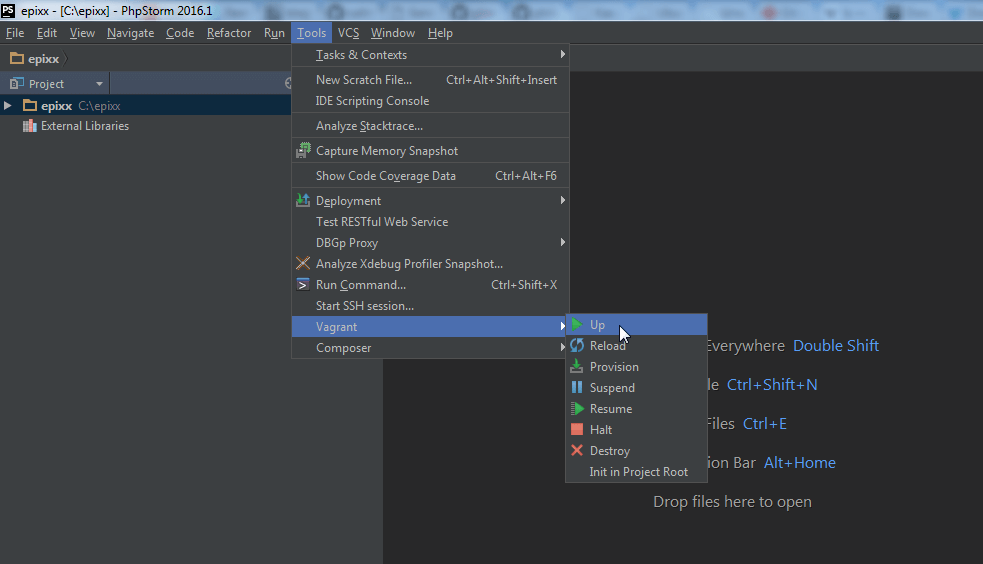 epixx - [C:\epixx] - PhpStorm 2016.1
File Edit View Navigate Code Refactor Run Tools VCS Window Help
epixx
Project
epixx C:\epixx
External Libraries
Tasks & Contexts
New Scratch File... Ctrl+Alt+Shift+Insert
IDE Scripting Console
Analyze Stacktrace...
Capture Memory Snapshot
Show Code Coverage Data Ctrl+Alt+F6
Deployment
Test RESTful Web Service
DBGp Proxy
Analyze Xdebug Profiler Snapshot...
Run Command... Ctrl+Shift+X
Start SSH session...
Vagrant
Composer
Up
Reload
Provision
Suspend
Resume
Halt
Destroy
Init in Project Root
Everywhere Double Shift
le Ctrl+Shift+N
Files Ctrl+E
ion Bar Alt+Home
Drop files here to open